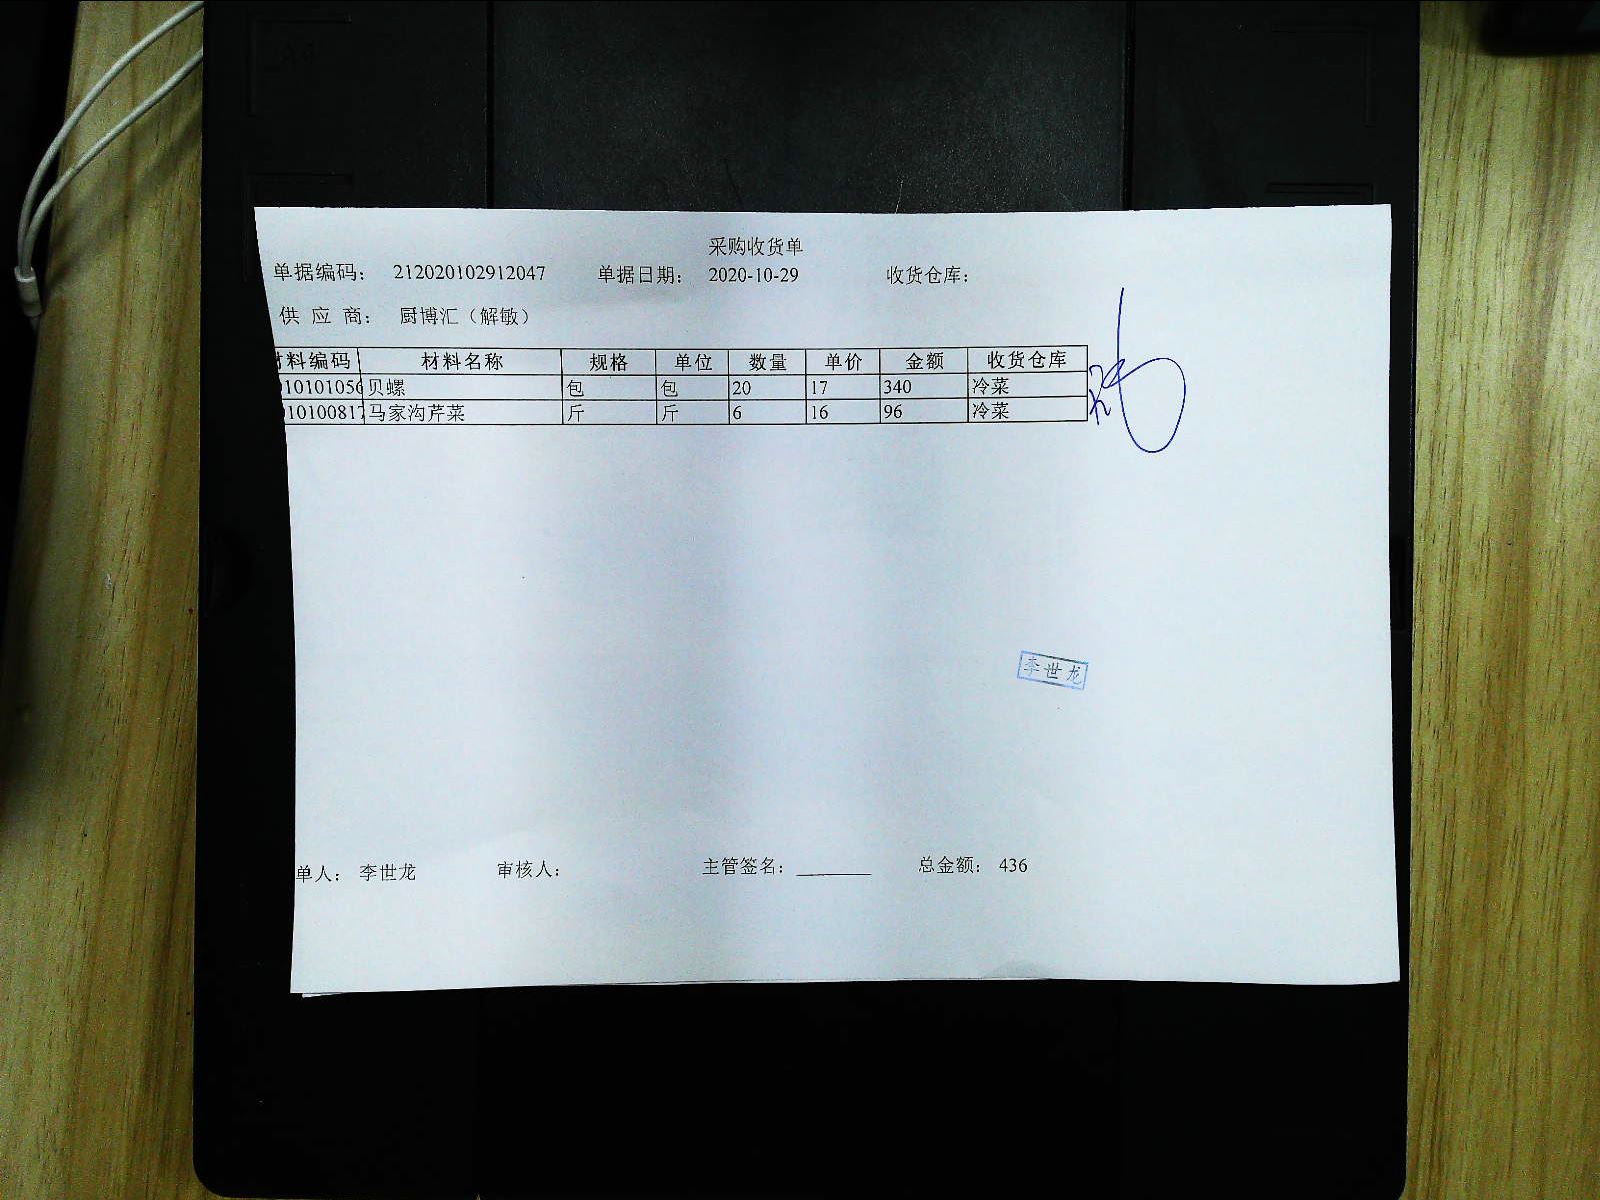 采购收货单
单据编码： 212020102912047 单据日期： 2020-10-29 收货仓库：
供 应 商： 厨博汇（解敏）
材料编码 材料名称 规格 单位 数量 单价 金额 收货仓库
10101056 贝螺 包 包 20 17 340 冷菜
10100817 马家沟芹菜 斤 斤 6 16 96 冷菜
李世龙
单人： 李世龙 审核人： 主管签名： 总金额： 436